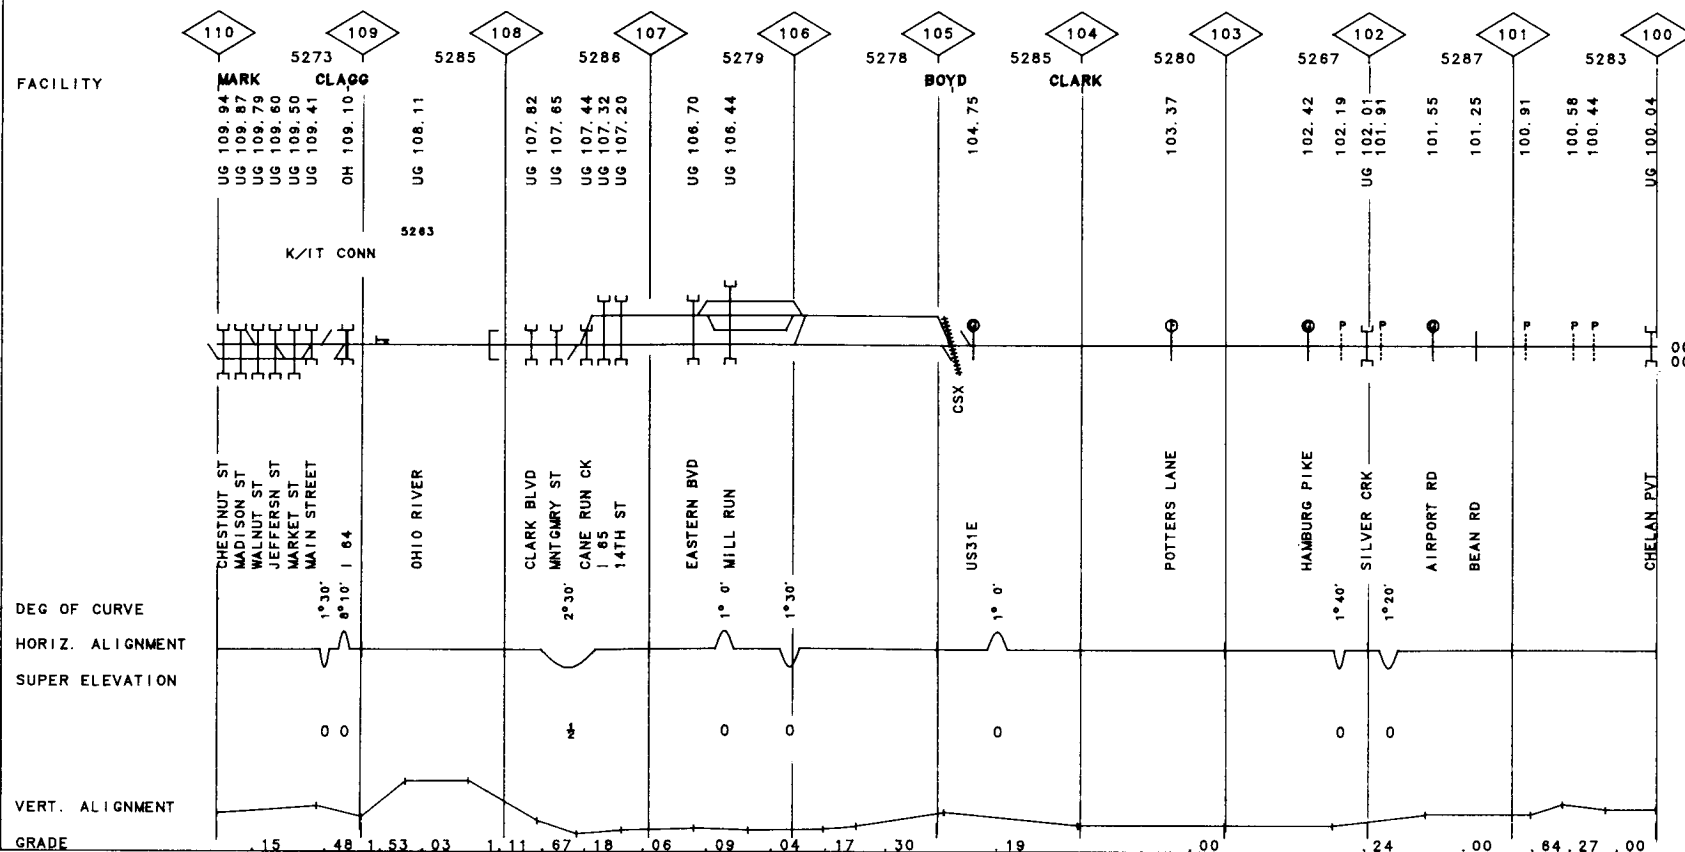 110 109 108 107 106 105 104 103 102 101 100
5273 5285 5286 5279 5278 5285 5280 5267 5287 5283
FACILITY MARK CLAGG BOYD CLARK
UG 109.94
UG 109.87
UG 109.79
UG 109.60
UG 109.50
UG 109.41
OH 109.10
UG 108.11
UG 107.82
UG 107.65
UG 107.44
UG 107.32
UG 107.20
UG 106.70
UG 106.44
104.75
103.37
102.42
102.19
UG 102.01
101.91
101.55
101.25
100.91
100.58
100.44
UG 100.04
5263
K/IT CONN
P P P P P
CSX
CHESTNUT ST
MADISON ST
WALNUT ST
JEFFERSN ST
MARKET ST
MAIN STREET
I 64
OHIO RIVER
CLARK BLVD
MNTGMRY ST
CANE RUN CK
I 65
14TH ST
EASTERN BVD
MILL RUN
US31E
POTTERS LANE
HAMBURG PIKE
SILVER CRK
AIRPORT RD
BEAN RD
CHELAN PVT
DEG OF CURVE 1°30' 8°10' 2°30' 1° 0' 1°30' 1° 0' 1°40' 1°20'
HORIZ. ALIGNMENT
SUPER ELEVATION
0 0 ½ 0 0 0 0 0
VERT. ALIGNMENT
GRADE .15 .48 1.53 .03 1.11 .67 .18 .06 .09 .04 .17 .30 .19 .00 .24 .00 .64 .27 .00